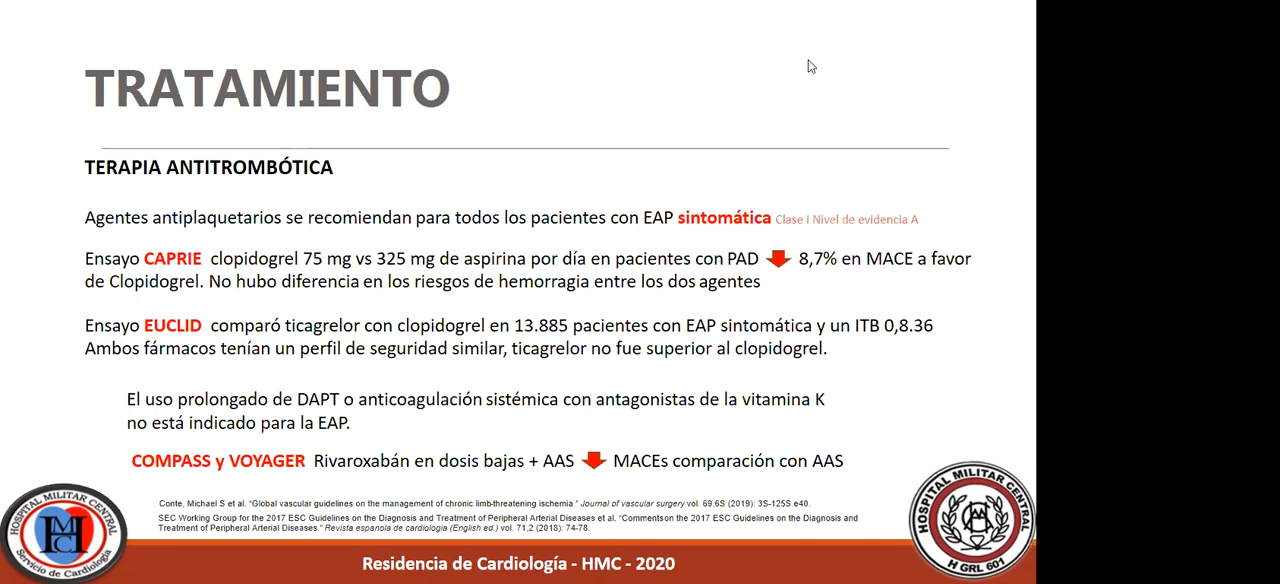 TRATAMIENTO
TERAPIA ANTITROMBÓTICA
Agentes antiplaquetarios se recomiendan para todos los pacientes con EAP sintomática Clase I Nivel de evidencia A
Ensayo CAPRIE clopidogrel 75 mg vs 325 mg de aspirina por día en pacientes con PAD 8,7% en MACE a favor
de Clopidogrel. No hubo diferencia en los riesgos de hemorragia entre los dos agentes
Ensayo EUCLID comparó ticagrelor con clopidogrel en 13.885 pacientes con EAP sintomática y un ITB 0,8.36
Ambos fármacos tenían un perfil de seguridad similar, ticagrelor no fue superior al clopidogrel.
El uso prolongado de DAPT o anticoagulación sistémica con antagonistas de la vitamina K
no está indicado para la EAP.
COMPASS y VOYAGER Rivaroxabán en dosis bajas + AAS MACEs comparación con AAS
Conte, Michael S et al. “Global vascular guidelines on the management of chronic limb-threatening ischemia.” Journal of vascular surgery vol. 69,6S (2019): 3S-125S.e40.
SEC Working Group for the 2017 ESC Guidelines on the Diagnosis and Treatment of Peripheral Arterial Diseases et al. “Comments on the 2017 ESC Guidelines on the Diagnosis and
Treatment of Peripheral Arterial Diseases.” Revista espanola de cardiologia (English ed.) vol. 71,2 (2018): 74-78.
HOSPITAL MILITAR CENTRAL
HMC
Servicio de Cardiología
HOSPITAL MILITAR CENTRAL
H GRL 601
Residencia de Cardiología - HMC - 2020